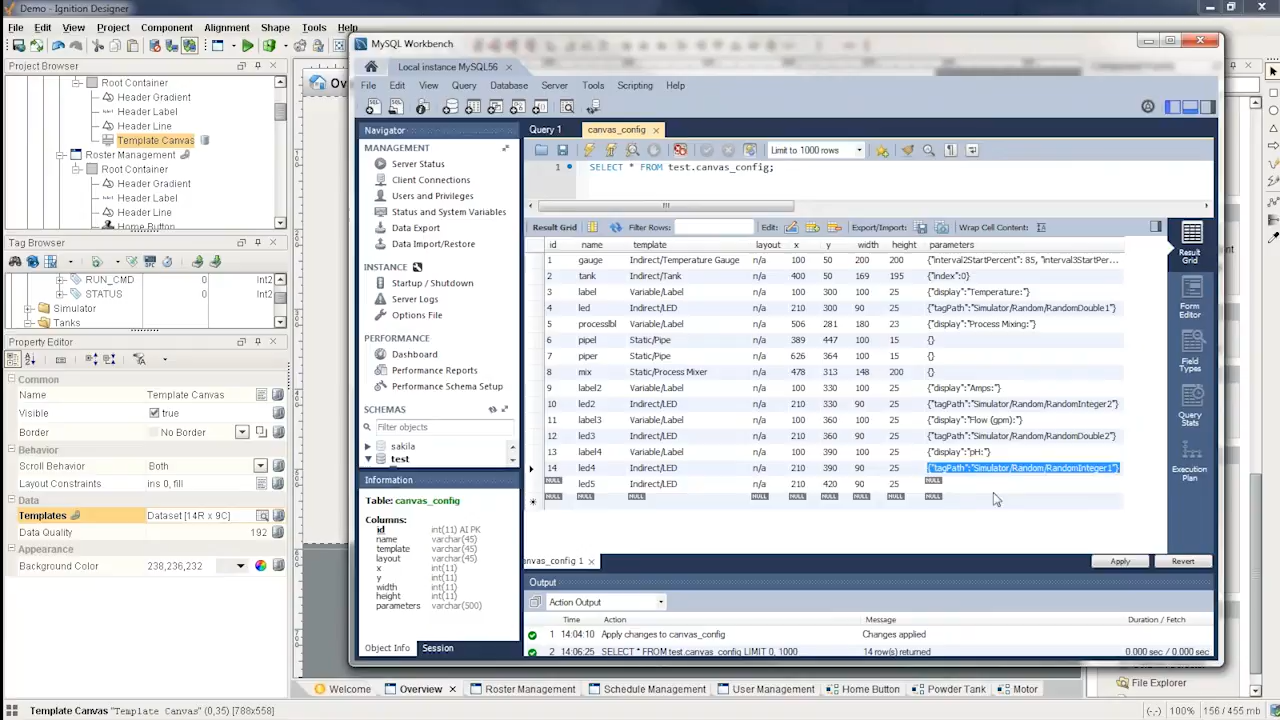 Demo - Ignition Designer
File Edit View Project Component Alignment Shape Tools Help
Project Browser
Root Container
Header Gradient
Header Label
Header Line
Template Canvas
Roster Management
Root Container
Header Gradient
Header Label
Header Line
Home Button
Tag Browser
RUN_CMD 0 Int2
STATUS 0 Int2
Simulator
Tanks
Property Editor
Common
Name Template Canvas
Visible true
Border No Border
Behavior
Scroll Behavior Both
Layout Constraints ins 0, fill
Data
Templates Dataset [14R x 9C]
Data Quality 192
Appearance
Background Color 238,236,232
MySQL Workbench
Local instance MySQL56
File Edit View Query Database Server Tools Scripting Help
Navigator
MANAGEMENT
Server Status
Client Connections
Users and Privileges
Status and System Variables
Data Export
Data Import/Restore
INSTANCE
Startup / Shutdown
Server Logs
Options File
PERFORMANCE
Dashboard
Performance Reports
Performance Schema Setup
SCHEMAS
Filter objects
sakila
test
Information
Table: canvas_config
Columns:
id int(11) AI PK
name varchar(45)
template varchar(45)
layout varchar(45)
x int(11)
y int(11)
width int(11)
height int(11)
parameters varchar(500)
Object Info Session
Query 1 canvas_config
Limit to 1000 rows
1 SELECT * FROM test.canvas_config;
Result Grid Filter Rows: Edit: Export/Import: Wrap Cell Content:
id name template layout x y width height parameters
1 gauge Indirect/Temperature Gauge n/a 100 50 200 200 {"interval2StartPercent": 85, "interval3StartPer...
2 tank Indirect/Tank n/a 400 50 169 195 {"index":0}
3 label Variable/Label n/a 100 300 100 25 {"display":"Temperature:"}
4 led Indirect/LED n/a 210 300 90 25 {"tagPath":"Simulator/Random/RandomDouble1"}
5 processlbl Variable/Label n/a 506 281 180 23 {"display":"Process Mixing:"}
6 pipel Static/Pipe n/a 389 447 100 15 {}
7 piper Static/Pipe n/a 626 364 100 15 {}
8 mix Static/Process Mixer n/a 478 313 148 200 {}
9 label2 Variable/Label n/a 100 330 100 25 {"display":"Amps:"}
10 led2 Indirect/LED n/a 210 330 90 25 {"tagPath":"Simulator/Random/RandomInteger2"}
11 label3 Variable/Label n/a 100 360 100 25 {"display":"Flow (gpm):"}
12 led3 Indirect/LED n/a 210 360 90 25 {"tagPath":"Simulator/Random/RandomDouble2"}
13 label4 Variable/Label n/a 100 390 100 25 {"display":"pH:"}
14 led4 Indirect/LED n/a 210 390 90 25 {"tagPath":"Simulator/Random/RandomInteger1"}
NULL led5 Indirect/LED n/a 210 420 90 25 NULL
NULL NULL NULL NULL NULL NULL NULL NULL NULL
Result Grid
Form Editor
Field Types
Query Stats
Execution Plan
anvas_config 1
Apply Revert
Output
Action Output
Time Action Message Duration / Fetch
1 14:04:10 Apply changes to canvas_config Changes applied
2 14:06:25 SELECT * FROM test.canvas_config LIMIT 0, 1000 14 row(s) returned 0.000 sec / 0.000 sec
File Explorer
Welcome Overview Roster Management Schedule Management User Management Home Button Powder Tank Motor
Template Canvas "Template Canvas" (0,35) [788x558] (-,-) 100% 156 / 455 mb